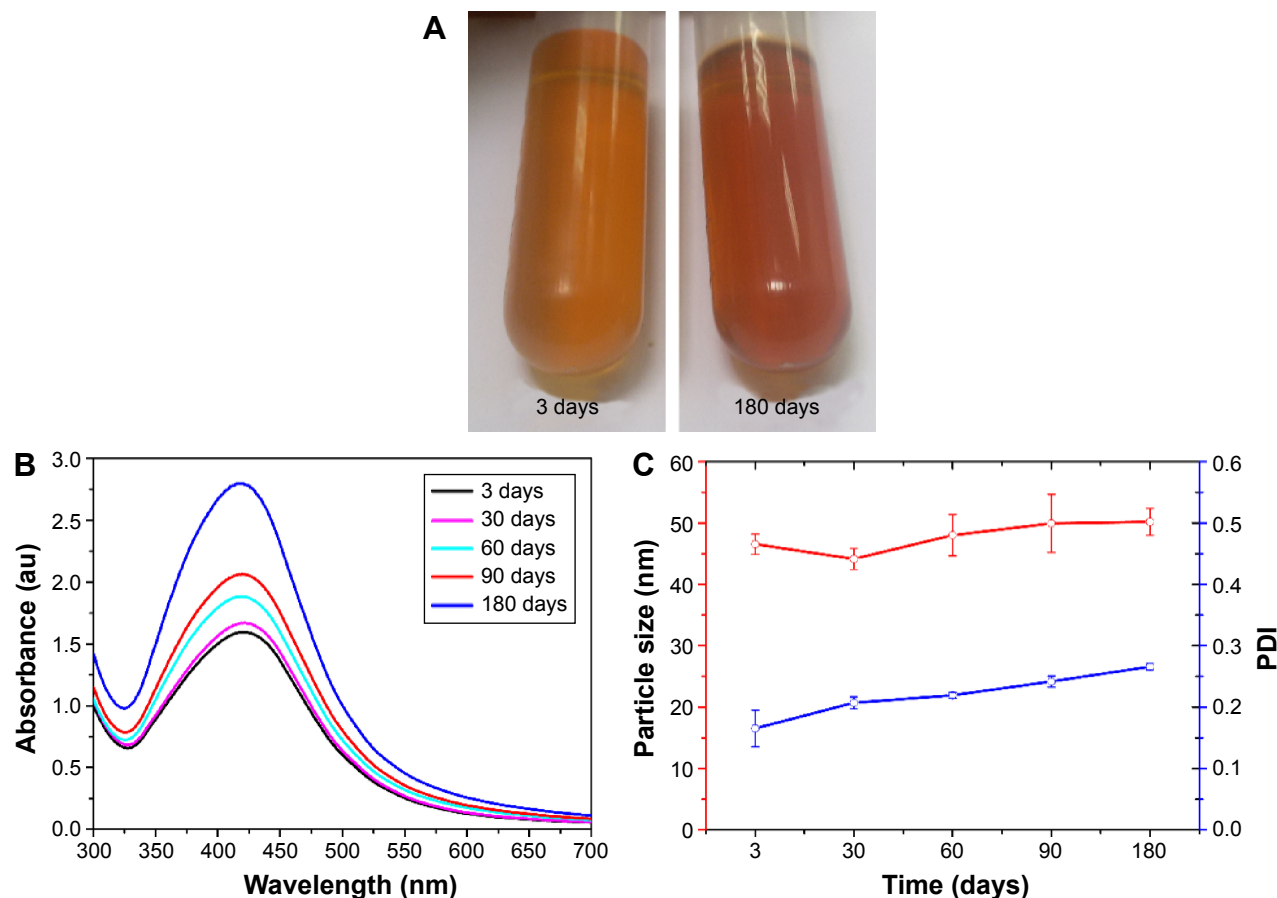 A
3 days
180 days
B
3.0
2.5
2.0
1.5
1.0
0.5
0.0
Absorbance (au)
3 days
30 days
60 days
90 days
180 days
300 350 400 450 500 550 600 650 700
Wavelength (nm)
C
60
50
40
30
20
10
0
Particle size (nm)
0.6
0.5
0.4
0.3
0.2
0.1
0.0
PDI
3 30 60 90 180
Time (days)